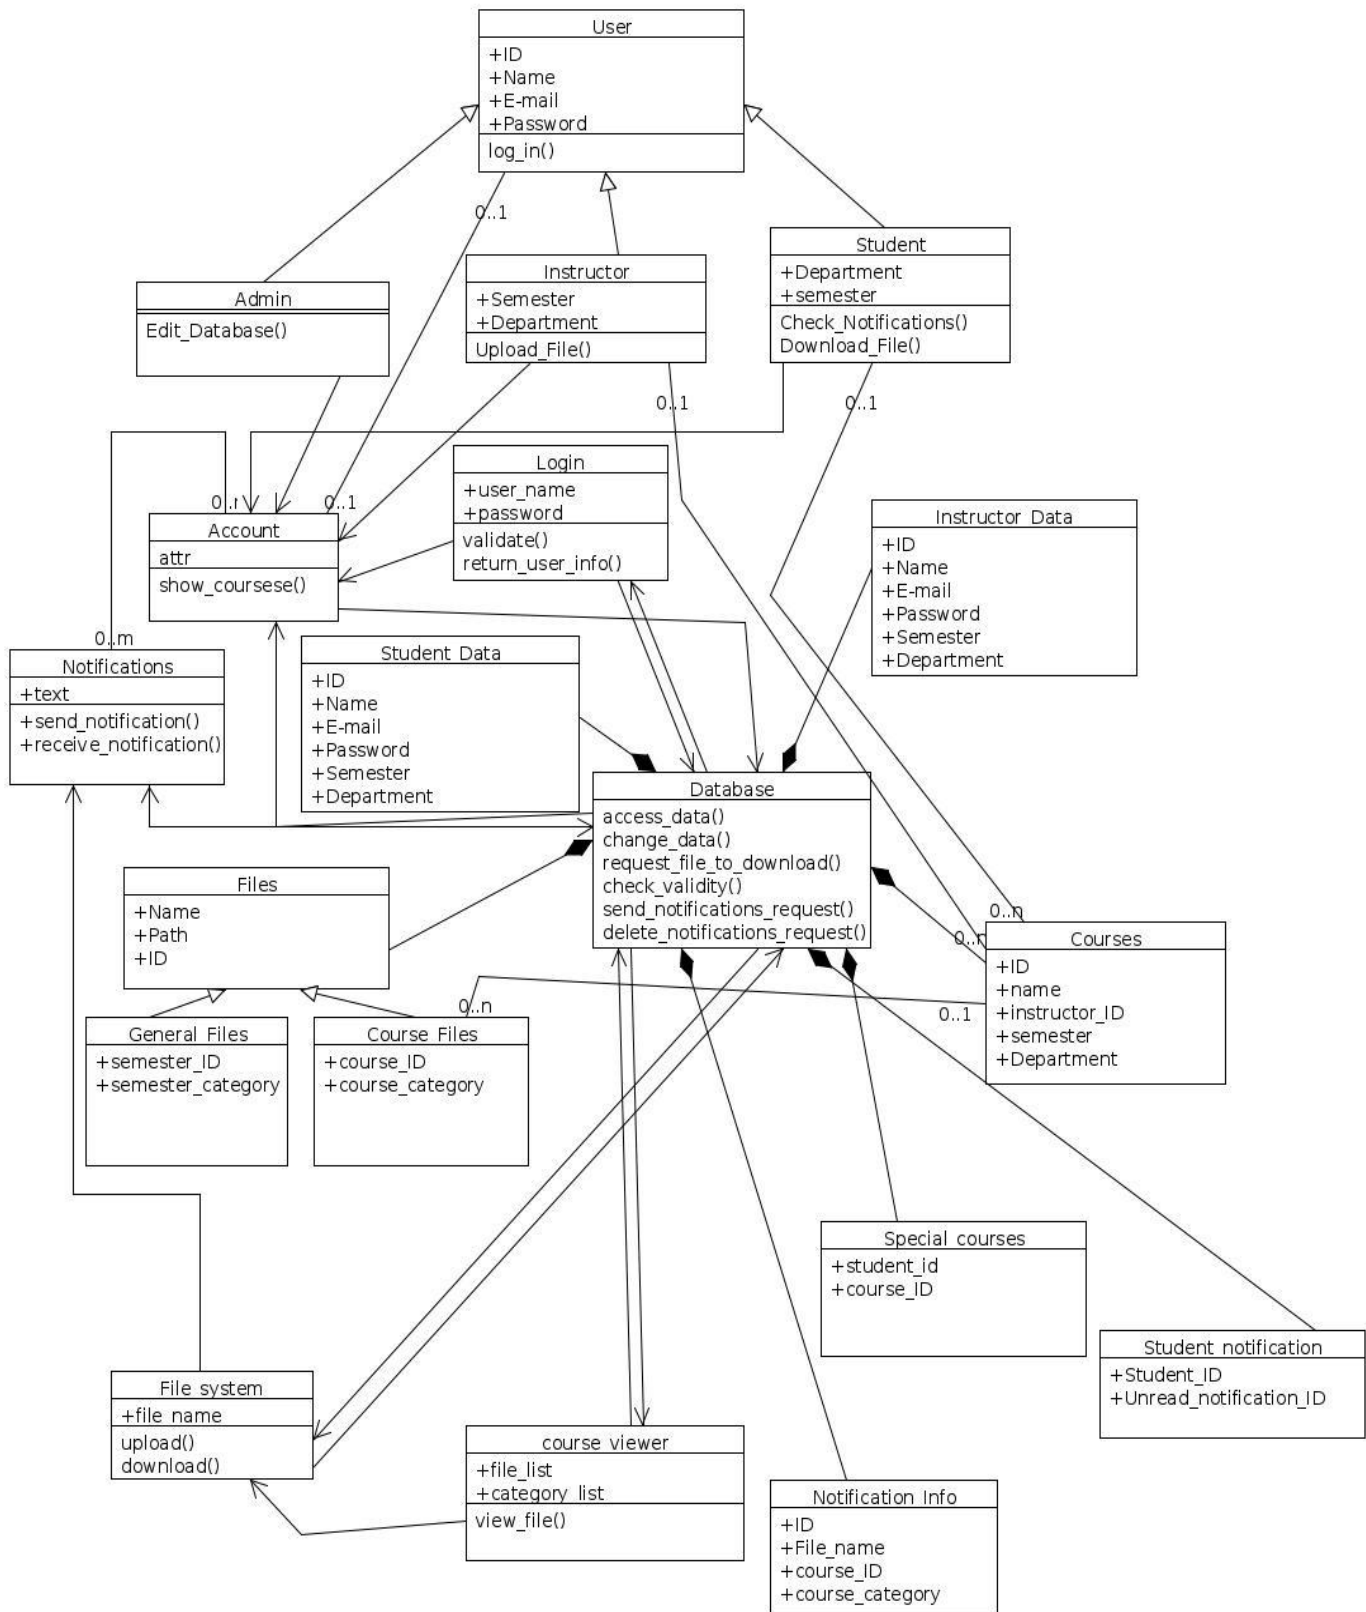 User
+ID
+Name
+E-mail
+Password
log_in()
0..1
Student
+Department
+semester
Check_Notifications()
Download_File()
Instructor
+Semester
+Department
Upload_File()
Admin
Edit_Database()
0..1
0..1
Login
+user_name
+password
validate()
return_user_info()
0..1
Account
attr
show_coursese()
Instructor Data
+ID
+Name
+E-mail
+Password
+Semester
+Department
0..m
Notifications
+text
+send_notification()
+receive_notification()
Student Data
+ID
+Name
+E-mail
+Password
+Semester
+Department
Database
access_data()
change_data()
request_file_to_download()
check_validity()
send_notifications_request()
delete_notifications_request()
Files
+Name
+Path
+ID
0..n
Courses
+ID
+name
+instructor_ID
+semester
+Department
0..n
0..1
General Files
+semester_ID
+semester_category
Course Files
+course_ID
+course_category
Special courses
+student_id
+course_ID
Student notification
+Student_ID
+Unread_notification_ID
File system
+file_name
upload()
download()
course viewer
+file_list
+category_list
view_file()
Notification Info
+ID
+File_name
+course_ID
+course_category